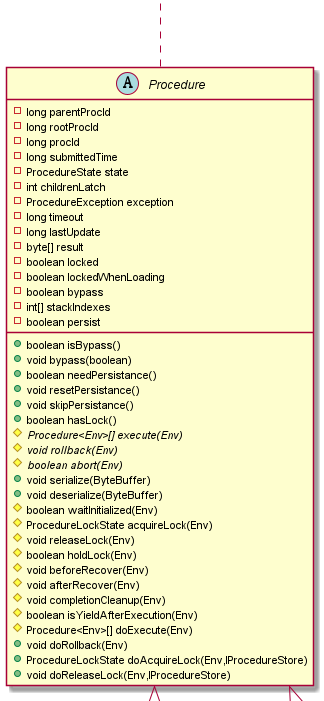 A Procedure
long parentProcId
long rootProcId
long procId
long submittedTime
ProcedureState state
int childrenLatch
ProcedureException exception
long timeout
long lastUpdate
byte[] result
boolean locked
boolean lockedWhenLoading
boolean bypass
int[] stackIndexes
boolean persist
boolean isBypass()
void bypass(boolean)
boolean needPersistance()
void resetPersistance()
void skipPersistance()
boolean hasLock()
Procedure<Env>[] execute(Env)
void rollback(Env)
boolean abort(Env)
void serialize(ByteBuffer)
void deserialize(ByteBuffer)
boolean waitInitialized(Env)
ProcedureLockState acquireLock(Env)
void releaseLock(Env)
boolean holdLock(Env)
void beforeRecover(Env)
void afterRecover(Env)
void completionCleanup(Env)
boolean isYieldAfterExecution(Env)
Procedure<Env>[] doExecute(Env)
void doRollback(Env)
ProcedureLockState doAcquireLock(Env,IProcedureStore)
void doReleaseLock(Env,IProcedureStore)